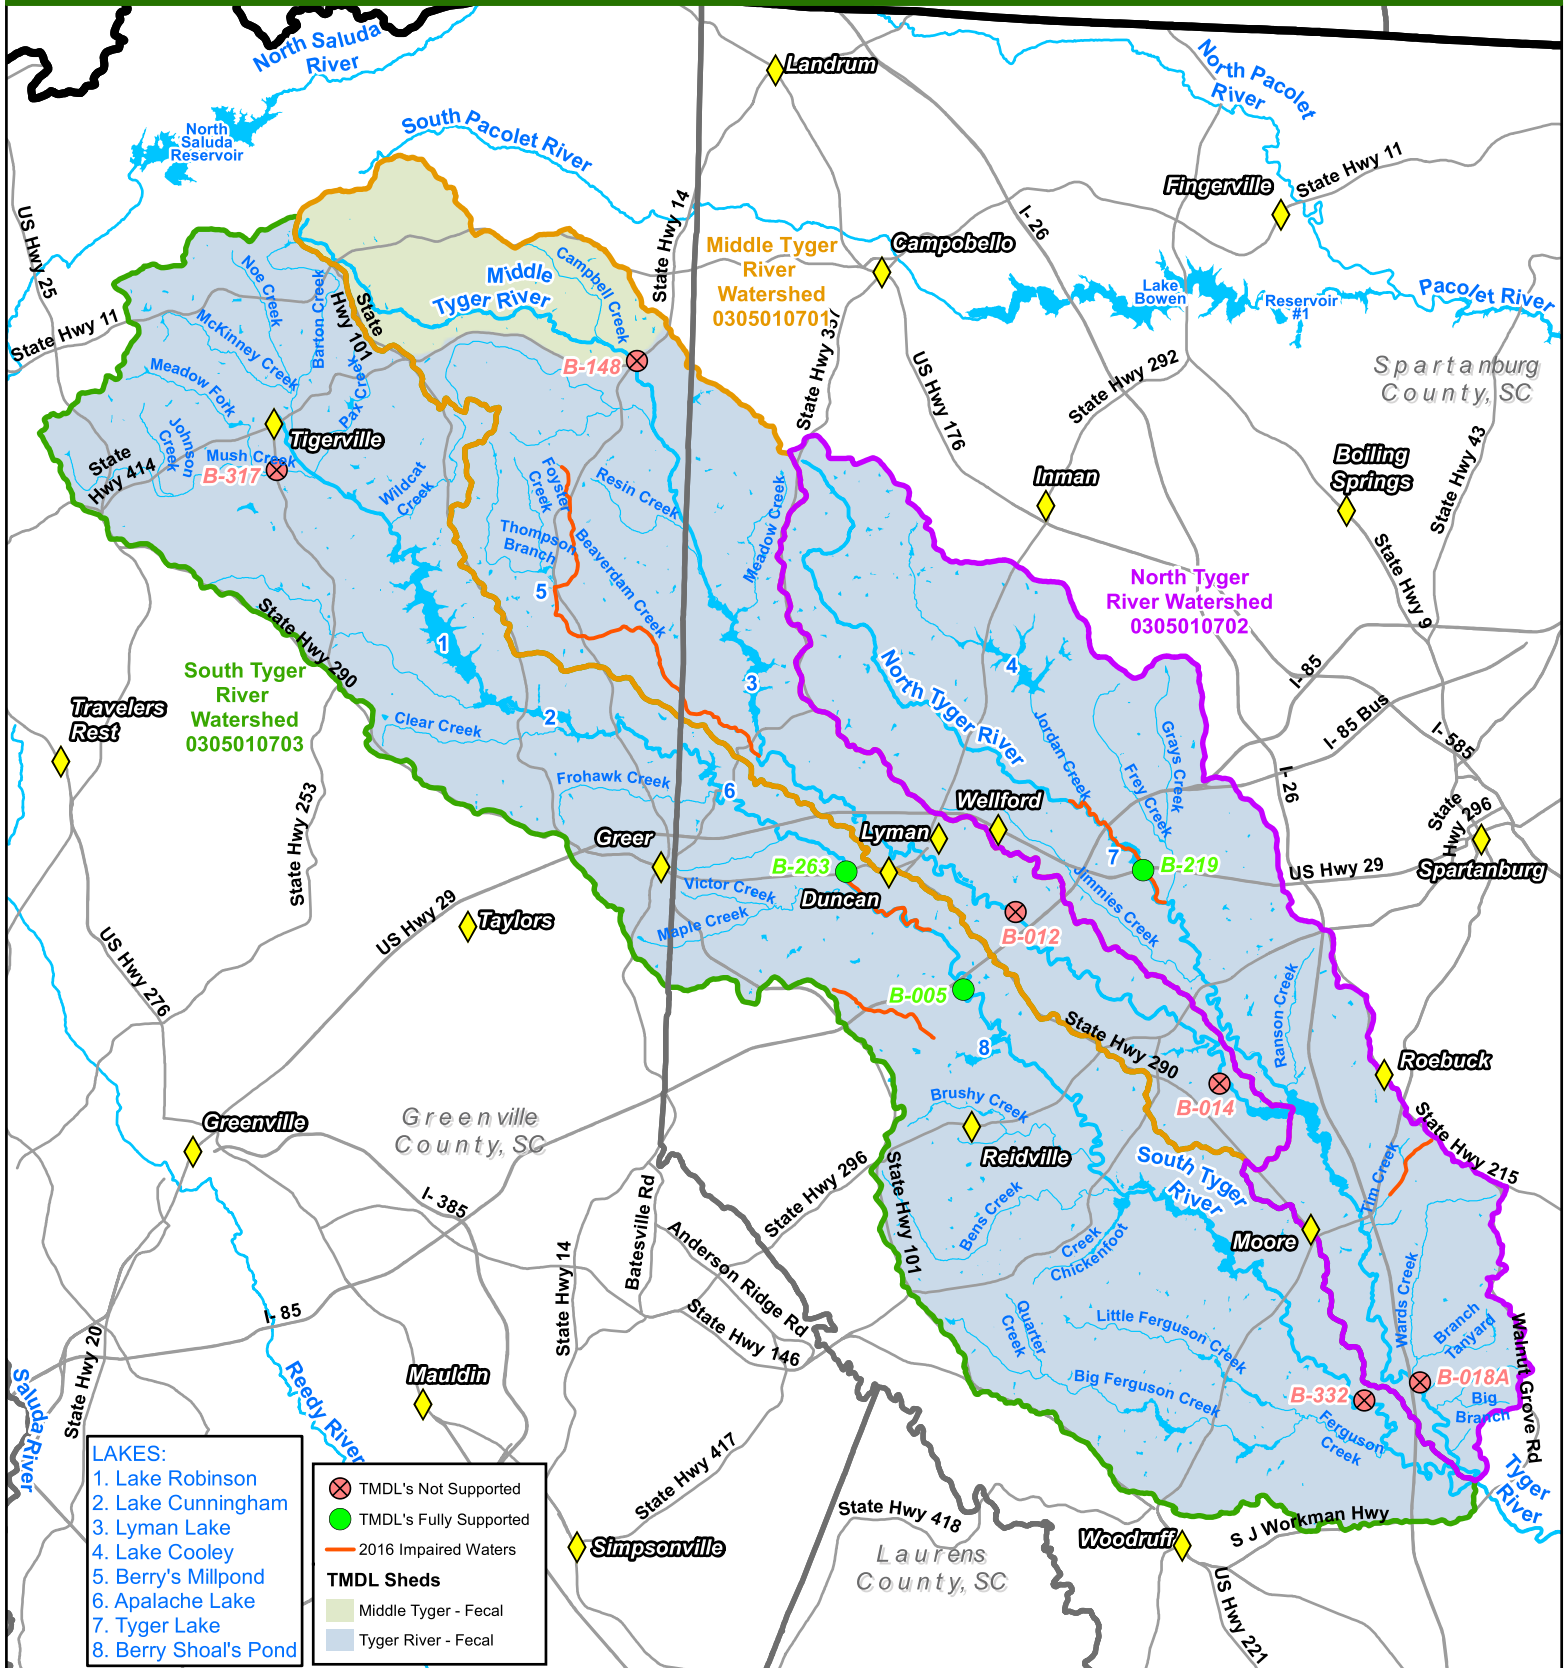 North Saluda
River
Landrum
North Pacolet
River
North
Saluda
Reservoir
South Pacolet River
State Hwy 11
Fingerville
US Hwy 25
State Hwy 14
I- 26
Campobello
Middle Tyger
River
Watershed
0305010701
Noe Creek
Barton Creek
State
Hwy 101
Middle
Tyger River
Campbell Creek
Lake
Bowen
Reservoir
#1
Pacolet River
State Hwy 11
McKinney Creek
Meadow Fork
Pax Creek
B-148
State Hwy 357
US Hwy 176
State Hwy 292
Spartanburg
County, SC
Johnson
Creek
Tigerville
State
Hwy 414
Mush Creek
B-317
Wildcat
Creek
Foyster
Creek
Resin Creek
Meadow Creek
Inman
Boiling
Springs
State Hwy 43
Thompson
Branch
Beaverdam Creek
State Hwy 9
5
North Tyger
River Watershed
0305010702
State Hwy 290
1
South Tyger
River
Watershed
0305010703
3
4
North Tyger River
I- 85
Travelers
Rest
Clear Creek
2
Jordan Creek
Grays Creek
I- 85 Bus
I- 585
Frohawk Creek
6
Frey Creek
I- 26
State Hwy 253
Wellford
State
Hwy 296
Greer
Lyman
B-263
7
B-219
US Hwy 29
Spartanburg
Victor Creek
Duncan
Jimmies Creek
Maple Creek
Taylors
US Hwy 29
B-012
US Hwy 276
B-005
Ranson Creek
State Hwy 290
8
Roebuck
Brushy Creek
B-014
Greenville
Greenville
County, SC
State Hwy 215
Reidville
South Tyger
River
Tim Creek
State Hwy 296
State Hwy 101
I- 385
Batesville Rd
Bens Creek
Creek
Chickenfoot
Moore
State Hwy 14
Anderson Ridge Rd
Wards Creek
I- 85
State Hwy 146
Quarter
Creek
Little Ferguson Creek
Branch
Tanyard
Walnut Grove Rd
State Hwy 20
Saluda River
Reedy River
Mauldin
Big Ferguson Creek
B-332
B-018A
Big
Branch
Ferguson
Creek
State Hwy 417
Tyger
River
State Hwy 418
S J Workman Hwy
Woodruff
Simpsonville
Laurens
County, SC
US Hwy 221
LAKES:
1. Lake Robinson
2. Lake Cunningham
3. Lyman Lake
4. Lake Cooley
5. Berry's Millpond
6. Apalache Lake
7. Tyger Lake
8. Berry Shoal's Pond
TMDL's Not Supported
TMDL's Fully Supported
2016 Impaired Waters
TMDL Sheds
Middle Tyger - Fecal
Tyger River - Fecal